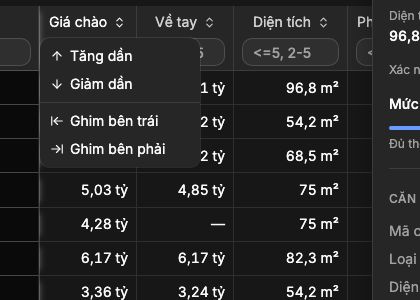 Giá chào Về tay Diện tích Ph
Diện t
96,8
<=5, 2-5
Xác n
Tăng dần
Giảm dần
Ghim bên trái
Ghim bên phải
1 tỷ 96,8 m²
Mức
2 tỷ 54,2 m²
Đủ th
2 tỷ 68,5 m²
5,03 tỷ 4,85 tỷ 75 m²
CĂN
4,28 tỷ — 75 m²
Mã c
6,17 tỷ 6,17 tỷ 82,3 m²
Loại
3,36 tỷ 3,24 tỷ 54,2 m²
Diện